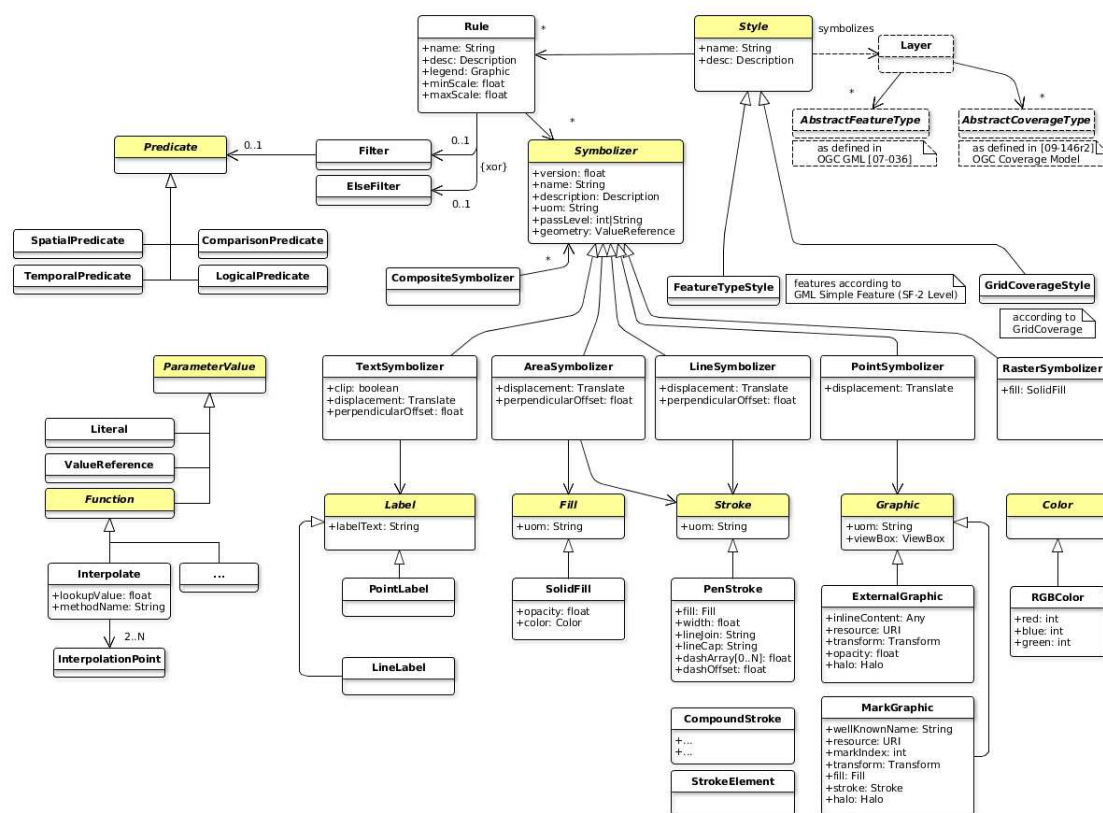 Rule
+name: String
+desc: Description
+legend: Graphic
+minScale: float
+maxScale: float
*
Style
+name: String
+desc: Description
symbolizes
Layer
*
*
AbstractFeatureType
as defined in
OGC GML [07-036]
AbstractCoverageType
as defined in [09-146r2]
OGC Coverage Model
Predicate
0..1
Filter
0..1
{xor}
ElseFilter
0..1
*
Symbolizer
+version: float
+name: String
+description: Description
+uom: String
+passLevel: int|String
+geometry: ValueReference
SpatialPredicate
ComparisonPredicate
TemporalPredicate
LogicalPredicate
*
CompositeSymbolizer
FeatureTypeStyle
features according to
GML Simple Feature (SF-2 Level)
GridCoverageStyle
according to
GridCoverage
ParameterValue
Literal
ValueReference
Function
Interpolate
+lookupValue: float
+methodName: String
...
2..N
InterpolationPoint
TextSymbolizer
+clip: boolean
+displacement: Translate
+perpendicularOffset: float
AreaSymbolizer
+displacement: Translate
+perpendicularOffset: float
LineSymbolizer
+displacement: Translate
+perpendicularOffset: float
PointSymbolizer
+displacement: Translate
RasterSymbolizer
+fill: SolidFill
Label
+labelText: String
Fill
+uom: String
Stroke
+uom: String
Graphic
+uom: String
+viewBox: ViewBox
Color
PointLabel
LineLabel
SolidFill
+opacity: float
+color: Color
PenStroke
+fill: Fill
+width: float
+lineJoin: String
+lineCap: String
+dashArray[0..N]: float
+dashOffset: float
ExternalGraphic
+inlineContent: Any
+resource: URI
+transform: Transform
+opacity: float
+halo: Halo
RGBColor
+red: int
+blue: int
+green: int
CompoundStroke
+...
+...
StrokeElement
MarkGraphic
+wellKnownName: String
+resource: URI
+markIndex: int
+transform: Transform
+fill: Fill
+stroke: Stroke
+halo: Halo